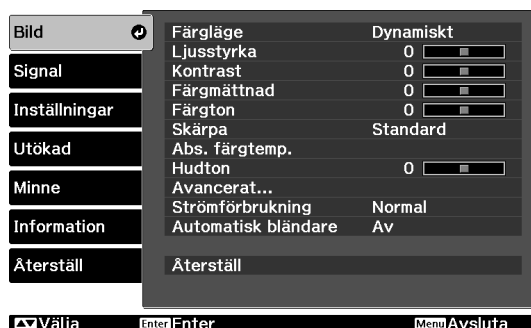 Bild
Signal
Inställningar
Utökad
Minne
Information
Återställ
Färgläge Dynamiskt
Ljusstyrka 0
Kontrast 0
Färgmättnad 0
Färgton 0
Skärpa Standard
Abs. färgtemp.
Hudton 0
Avancerat...
Strömförbrukning Normal
Automatisk bländare Av
Återställ
Välja Enter Enter Menu Avsluta